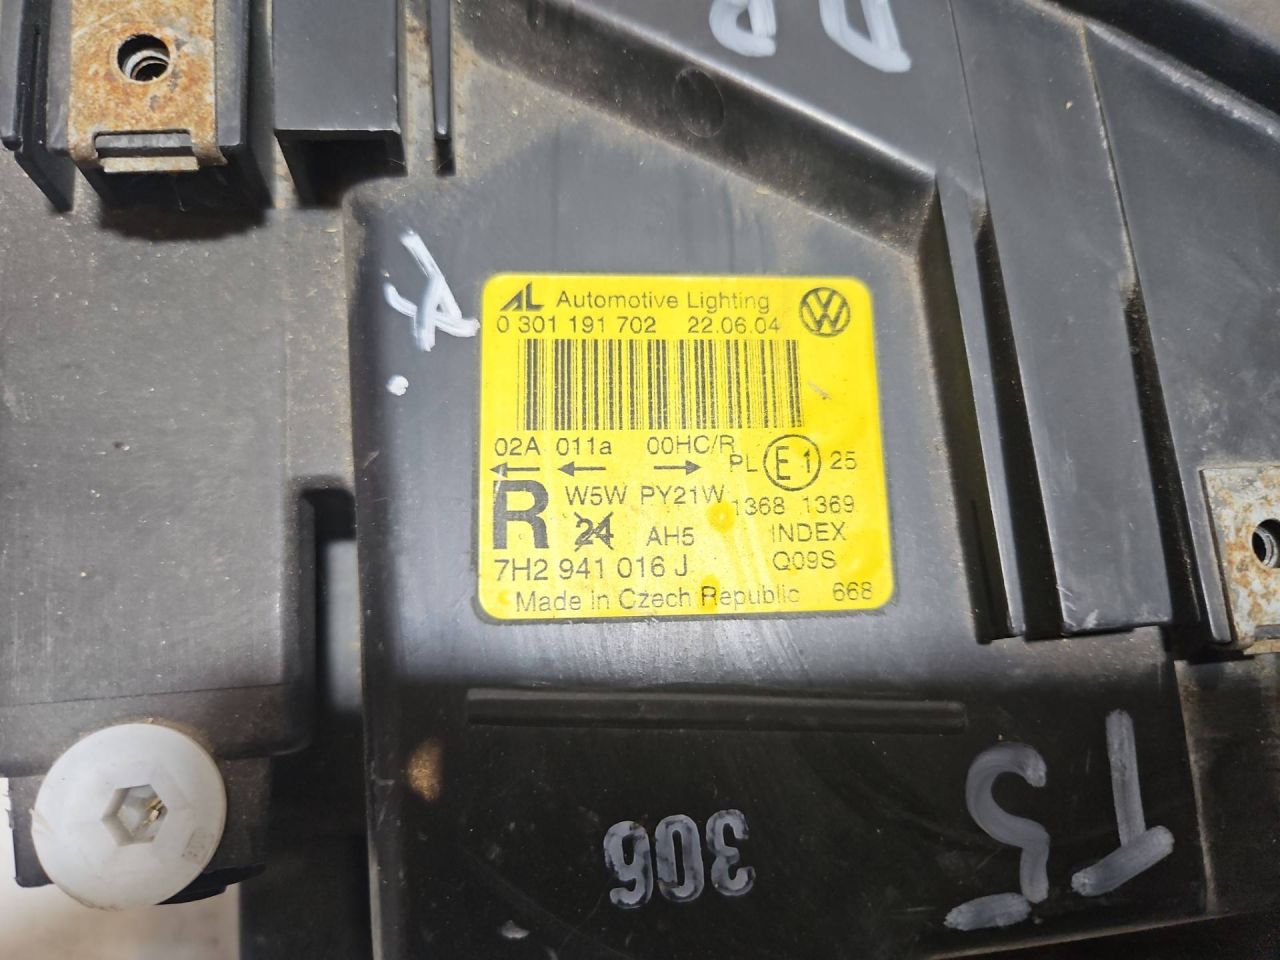 AL Automotive Lighting
0 301 191 702 22.06.04
02A 011a 00HC/R PL E1 25
R W5W PY21W 1368 1369
24 AH5 INDEX
7H2 941 016 J Q09S
Made in Czech Republic 668
306
T5